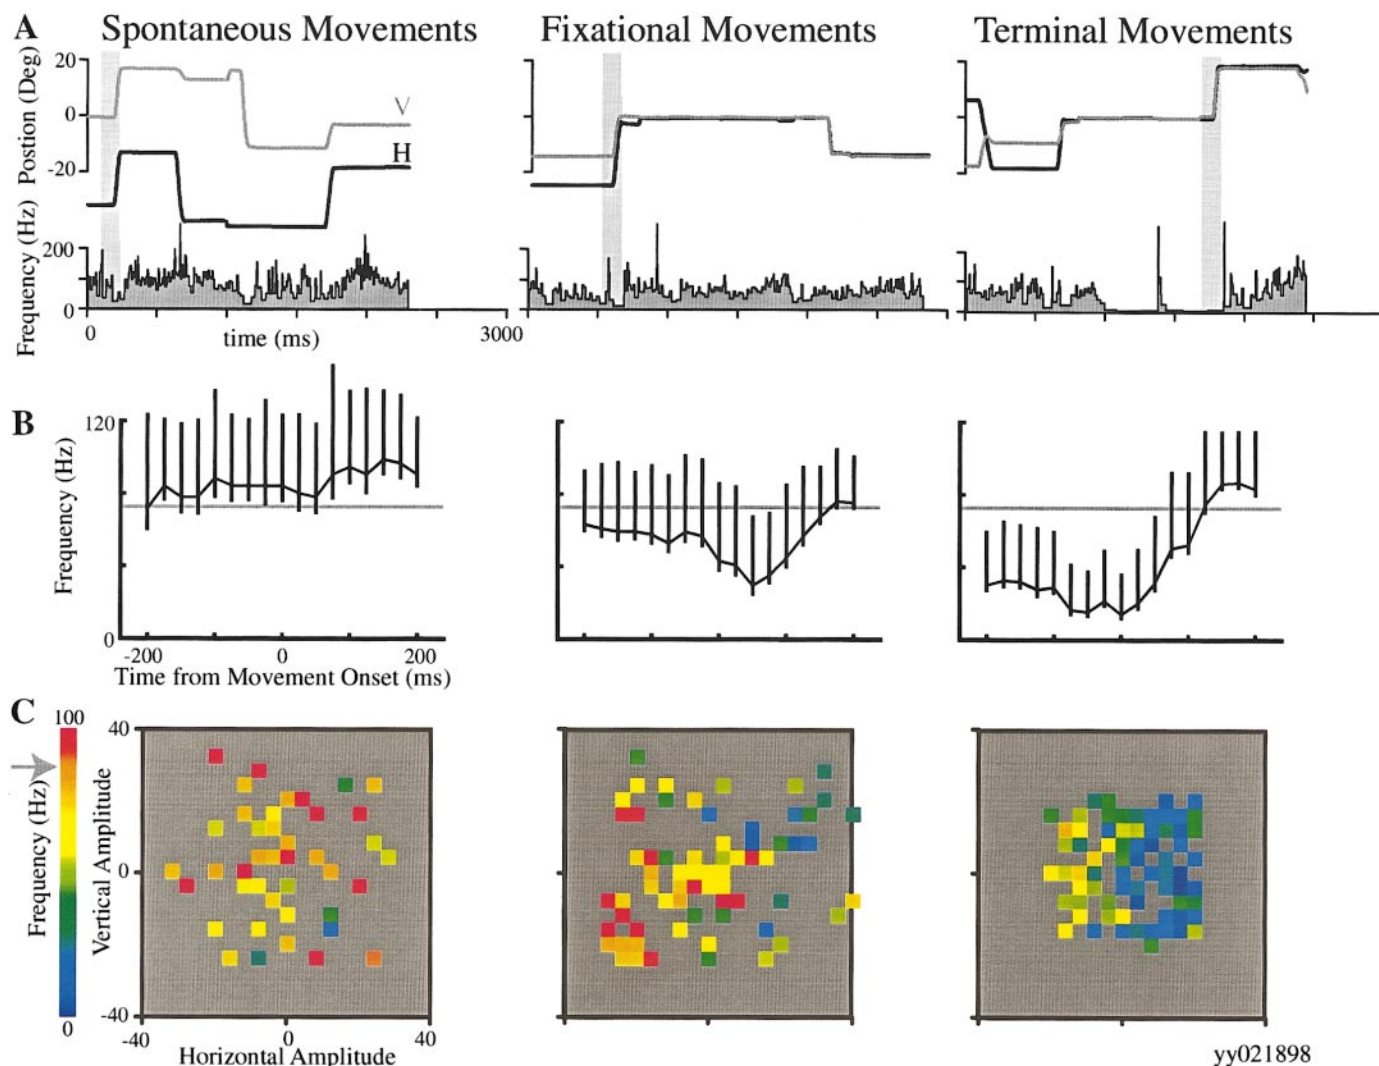 A
Spontaneous Movements
Fixational Movements
Terminal Movements
Postion (Deg)
20
0
-20
V
H
Frequency (Hz)
200
0
0
time (ms)
3000
B
Frequency (Hz)
120
0
-200
0
200
Time from Movement Onset (ms)
C
Frequency (Hz)
100
0
Vertical Amplitude
40
0
-40
-40
0
40
Horizontal Amplitude
yy021898